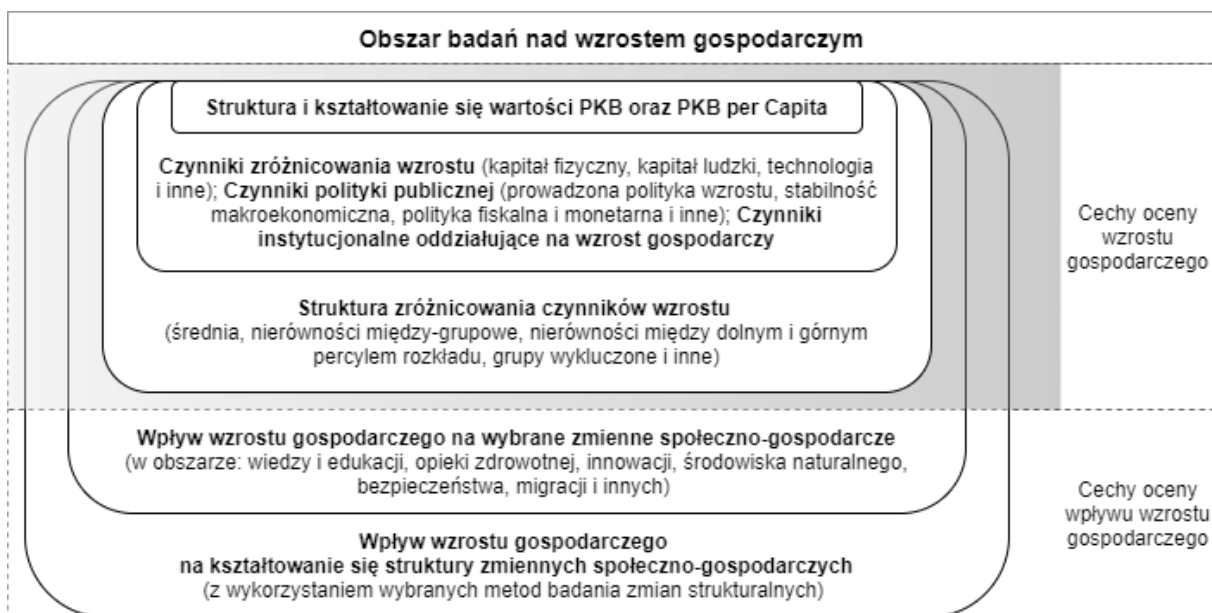 Obszar badań nad wzrostem gospodarczym
Struktura i kształtowanie się wartości PKB oraz PKB per Capita
Czynniki zróżnicowania wzrostu (kapitał fizyczny, kapitał ludzki, technologia
i inne); Czynniki polityki publicznej (prowadzona polityka wzrostu, stabilność
makroekonomiczna, polityka fiskalna i monetarna i inne); Czynniki
instytucjonalne oddziałujące na wzrost gospodarczy
Struktura zróżnicowania czynników wzrostu
(średnia, nierówności między-grupowe, nierówności między dolnym i górnym
percylem rozkładu, grupy wykluczone i inne)
Cechy oceny
wzrostu
gospodarczego
Wpływ wzrostu gospodarczego na wybrane zmienne społeczno-gospodarcze
(w obszarze: wiedzy i edukacji, opieki zdrowotnej, innowacji, środowiska naturalnego,
bezpieczeństwa, migracji i innych)
Wpływ wzrostu gospodarczego
na kształtowanie się struktury zmiennych społeczno-gospodarczych
(z wykorzystaniem wybranych metod badania zmian strukturalnych)
Cechy oceny
wpływu wzrostu
gospodarczego